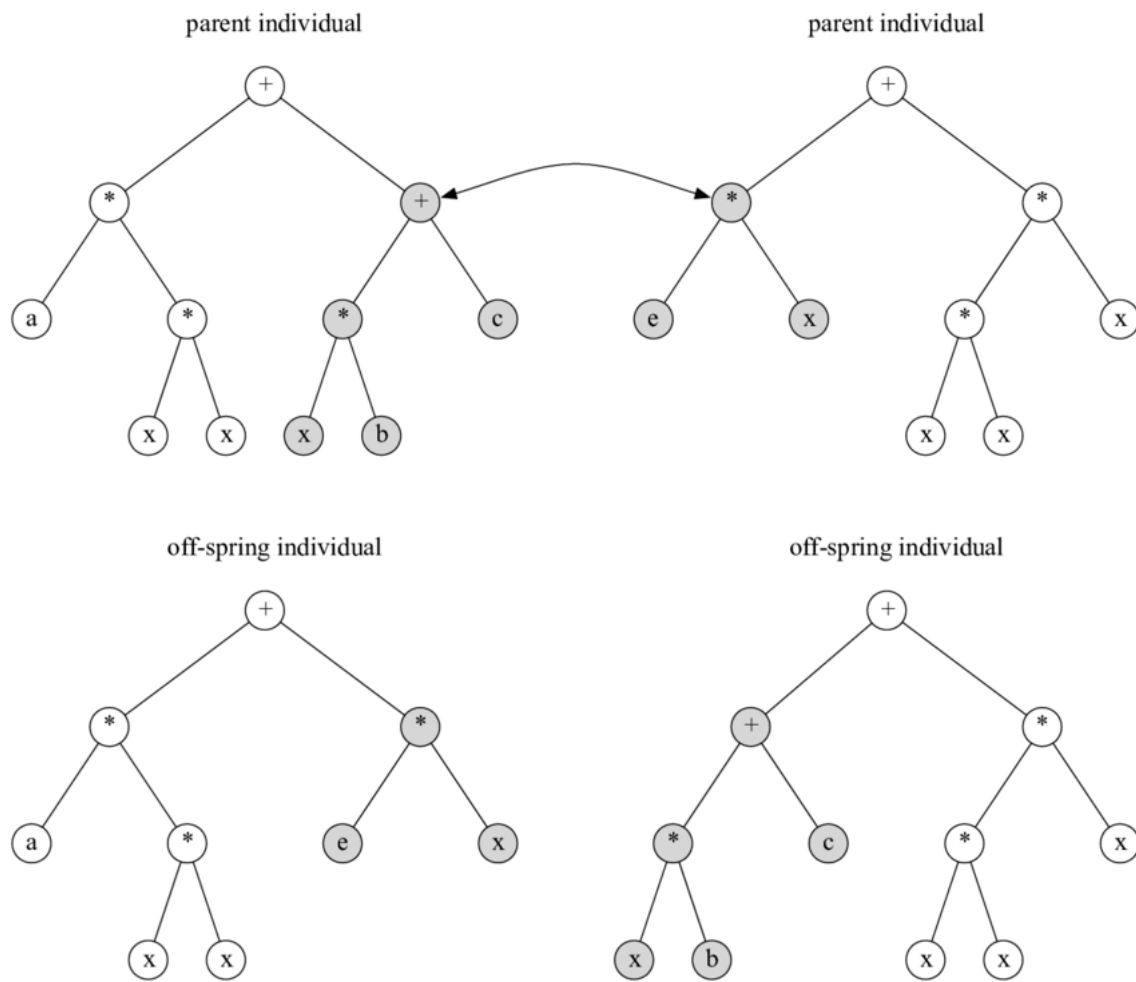 parent individual parent individual
+ +
* + * *
a * * c e x * x
x x x b x x
off-spring individual off-spring individual
+ +
* * + *
a * e x * c * x
x x x b x x